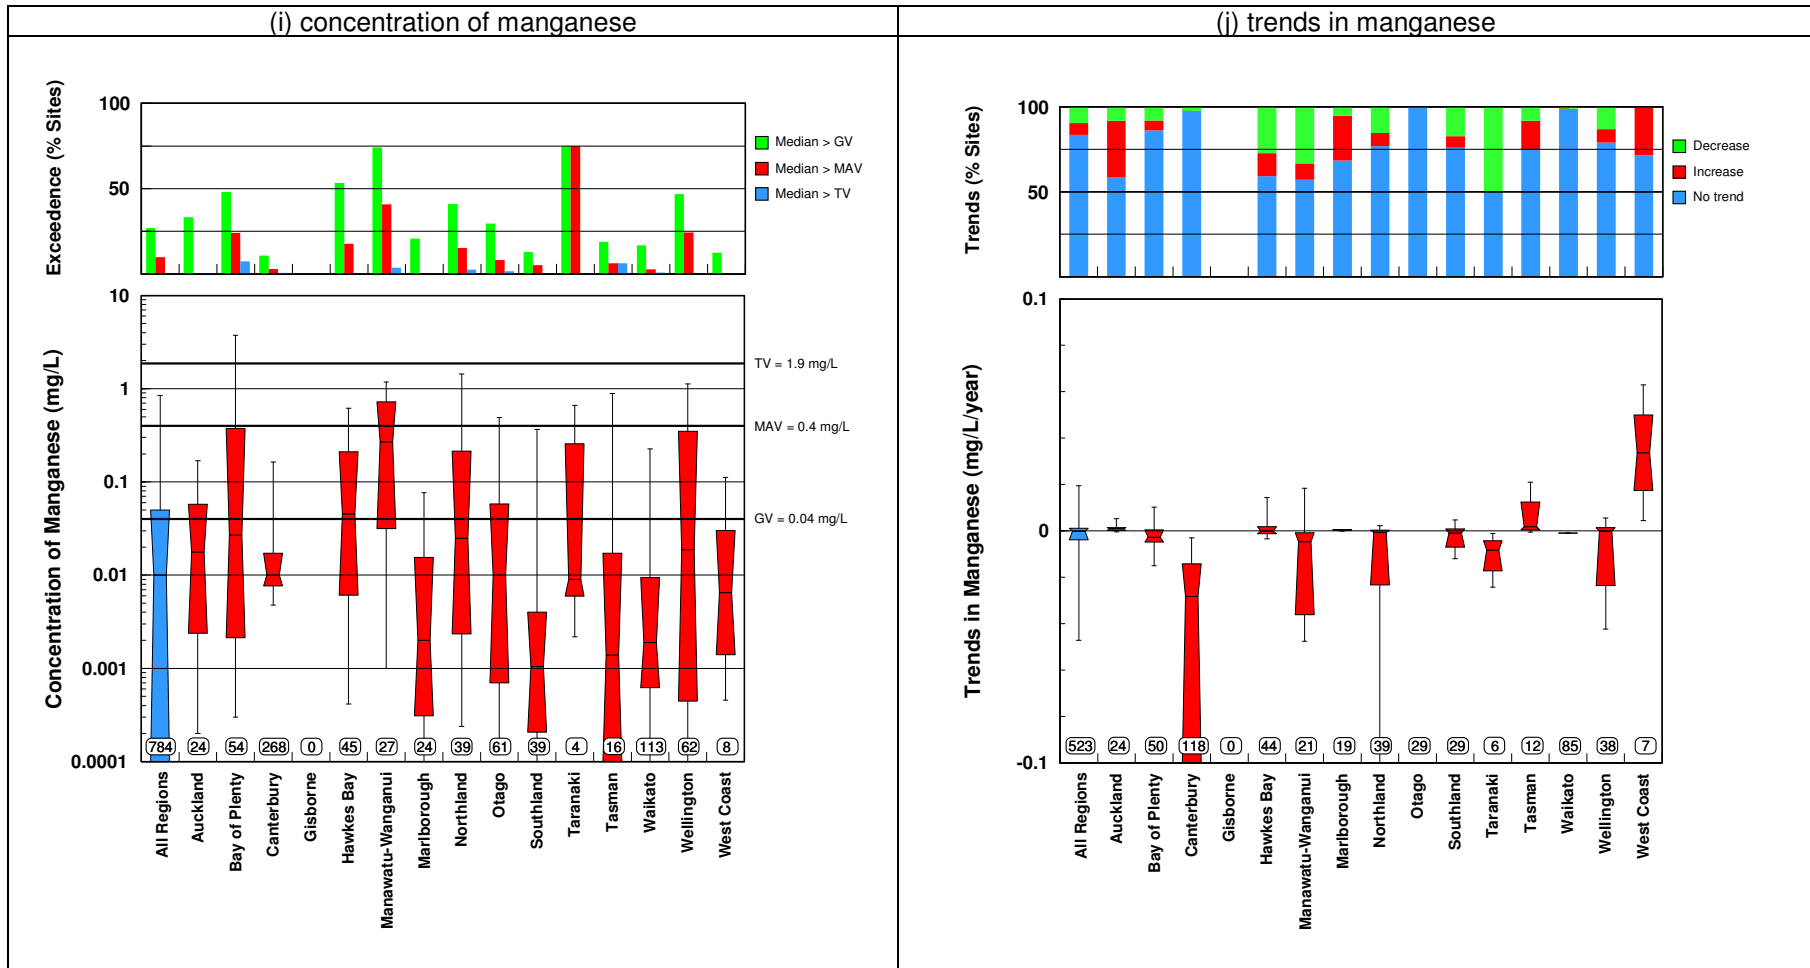 (i) concentration of manganese
Exceedence (% Sites)
100
50
Median > GV
Median > MAV
Median > TV
Concentration of Manganese (mg/L)
10
1
0.1
0.01
0.001
0.0001
TV = 1.9 mg/L
MAV = 0.4 mg/L
GV = 0.04 mg/L
784 24 54 268 0 45 27 24 39 61 39 4 16 113 62 8
All Regions
Auckland
Bay of Plenty
Canterbury
Gisborne
Hawkes Bay
Manawatu-Wanganui
Marlborough
Northland
Otago
Southland
Taranaki
Tasman
Waikato
Wellington
West Coast
(j) trends in manganese
Trends (% Sites)
100
50
Decrease
Increase
No trend
Trends in Manganese (mg/L/year)
0.1
0
-0.1
523 24 50 118 0 44 21 19 39 29 29 6 12 85 38 7
All Regions
Auckland
Bay of Plenty
Canterbury
Gisborne
Hawkes Bay
Manawatu-Wanganui
Marlborough
Northland
Otago
Southland
Taranaki
Tasman
Waikato
Wellington
West Coast